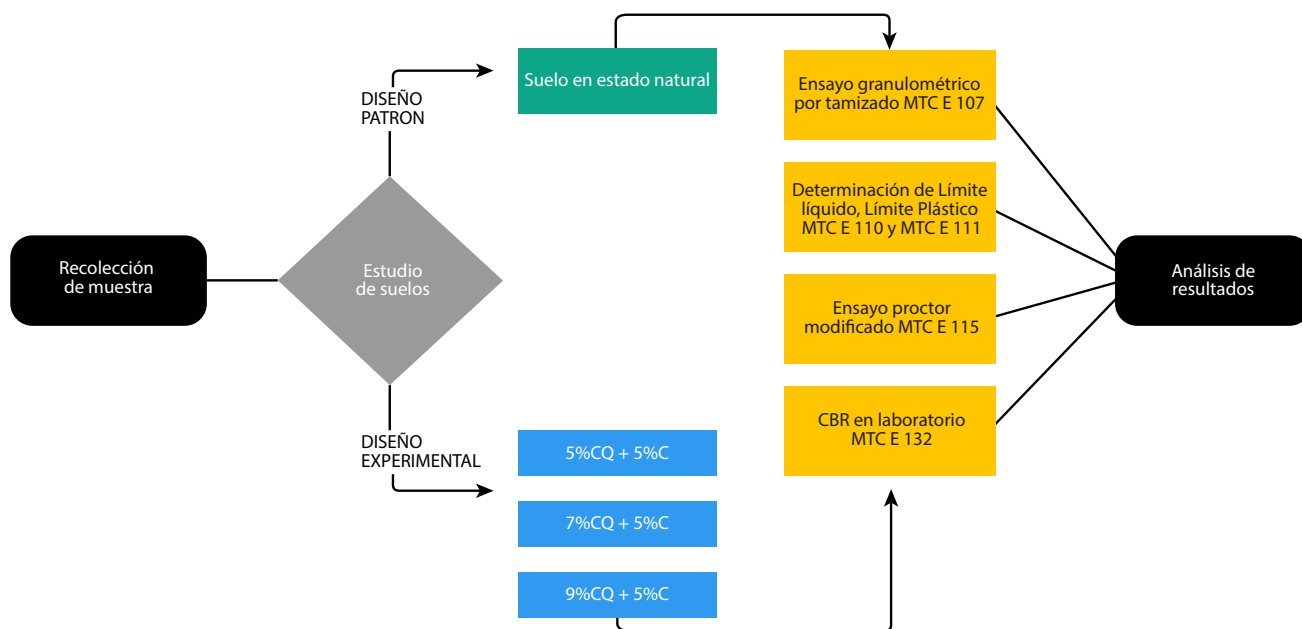 Recolección
de muestra
Estudio
de suelos
DISEÑO
PATRON
Suelo en estado natural
DISEÑO
EXPERIMENTAL
5%CQ + 5%C
7%CQ + 5%C
9%CQ + 5%C
Ensayo granulométrico
por tamizado MTC E 107
Determinación de Límite
líquido, Límite Plástico
MTC E 110 y MTC E 111
Ensayo proctor
modificado MTC E 115
CBR en laboratorio
MTC E 132
Análisis de
resultados